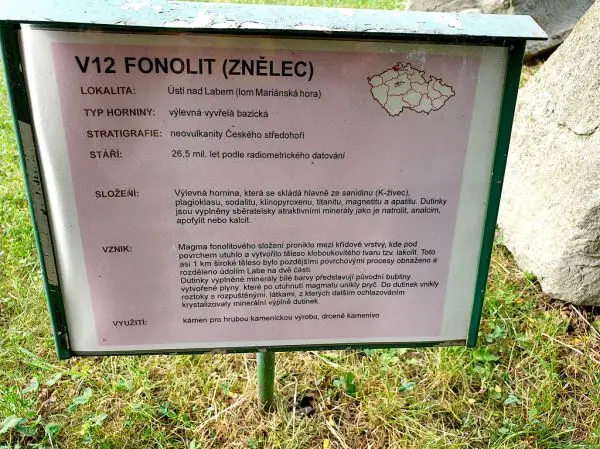 V12 FONOLIT (ZNĚLEC)
LOKALITA: Ústí nad Labem (lom Mariánská hora)
TYP HORNINY: výlevná vyvřelá bazická
STRATIGRAFIE: neovulkanity Českého středohoří
STÁŘÍ: 26,5 mil. let podle radiometrického datování
SLOŽENÍ: Výlevná hornina, která se skládá hlavně ze sanidinu (K-živec),
plagioklasu, sodalitu, klinopyroxenu, titanitu, magnetitu a apatitu. Dutinky
jsou vyplněny sběratelsky atraktivními minerály jako je natrolit, analcim,
apofylit nebo kalcit.
VZNIK: Magma fonolitového složení proniklo mezi křídové vrstvy, kde pod
povrchem utuhlo a vytvořilo těleso kloboukovitého tvaru tzv. lakolit. Toto
asi 1 km široké těleso bylo pozdějšími povrchovými procesy obnaženo a
rozděleno údolím Labe na dvě části.
Dutinky vyplněné minerály bílé barvy představují původní bubliny
vytvořené plyny, které po utuhnutí magmatu unikly pryč. Do dutinek vnikly
roztoky s rozpuštěnými. látkami, z kterých dalším ochlazováním
krystalizovaly minerální výplně dutinek.
VYUŽITÍ: kámen pro hrubou kamenickou výrobu, drcené kamenivo